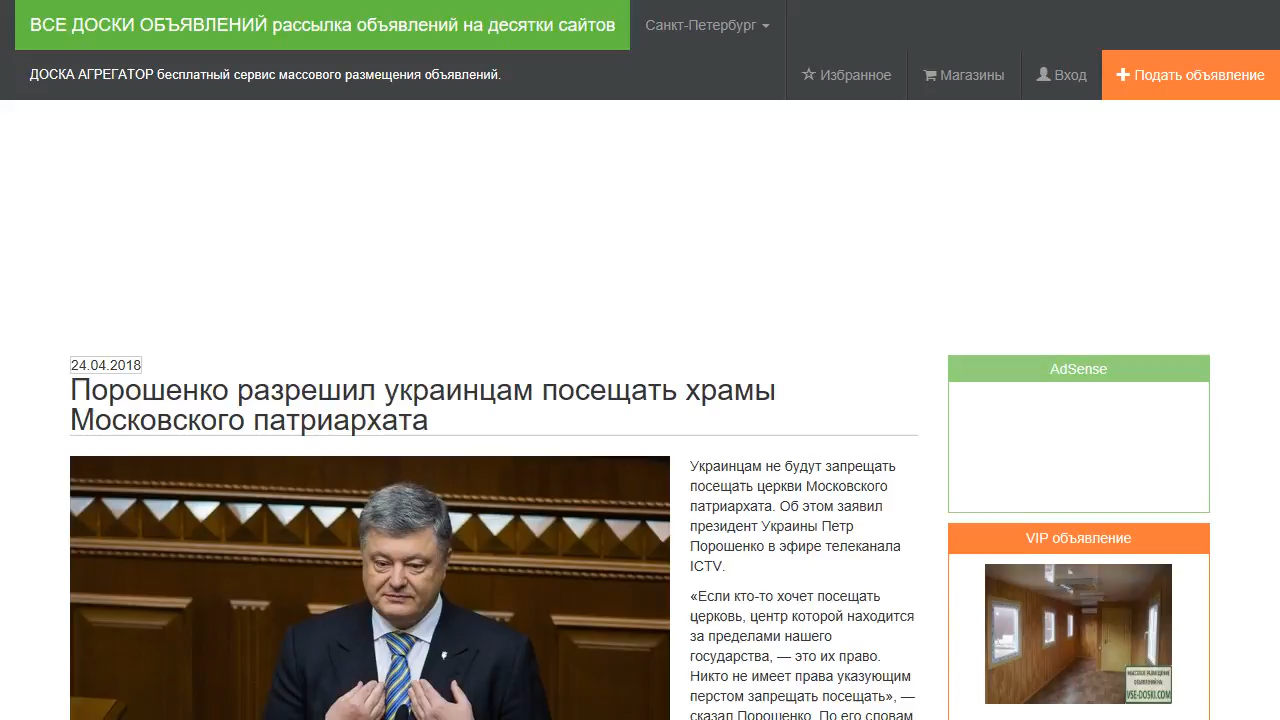 ВСЕ ДОСКИ ОБЪЯВЛЕНИЙ рассылка объявлений на десятки сайтов
Санкт-Петербург
ДОСКА АГРЕГАТОР бесплатный сервис массового размещения объявлений.
Избранное
Магазины
Вход
Подать объявление
24.04.2018
Порошенко разрешил украинцам посещать храмы
Московского патриархата
Украинцам не будут запрещать
посещать церкви Московского
патриархата. Об этом заявил
президент Украины Петр
Порошенко в эфире телеканала
ICTV.
«Если кто-то хочет посещать
церковь, центр которой находится
за пределами нашего
государства, — это их право.
Никто не имеет права указующим
перстом запрещать посещать», —
сказал Порошенко. По его словам
AdSense
VIP объявление
МАССОВОЕ РАЗМЕЩЕНИЕ
ОБЪЯВЛЕНИЙ НА
VSE-DOSKI.COM